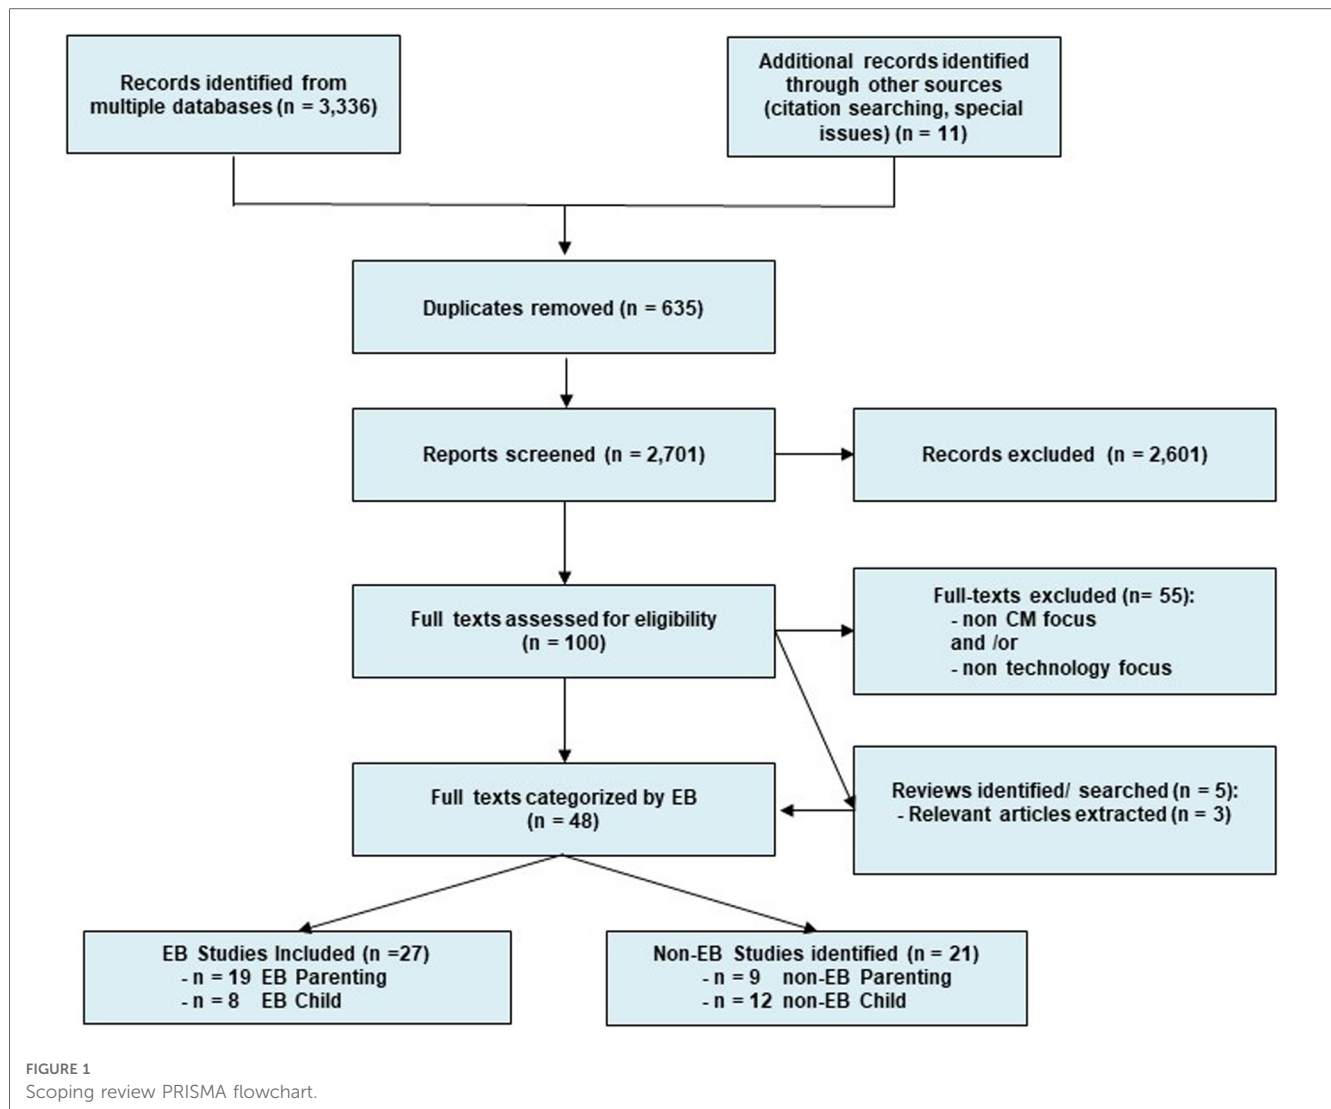 Records identified from
multiple databases (n = 3,336)
Additional records identified
through other sources
(citation searching, special
issues) (n = 11)
Duplicates removed (n = 635)
Reports screened (n = 2,701)
Records excluded (n = 2,601)
Full texts assessed for eligibility
(n = 100)
Full-texts excluded (n= 55):
- non CM focus
and /or
- non technology focus
Full texts categorized by EB
(n = 48)
Reviews identified/ searched (n = 5):
- Relevant articles extracted (n = 3)
EB Studies Included (n =27)
- n = 19 EB Parenting
- n = 8 EB Child
Non-EB Studies identified (n = 21)
- n = 9 non-EB Parenting
- n = 12 non-EB Child
FIGURE 1
Scoping review PRISMA flowchart.